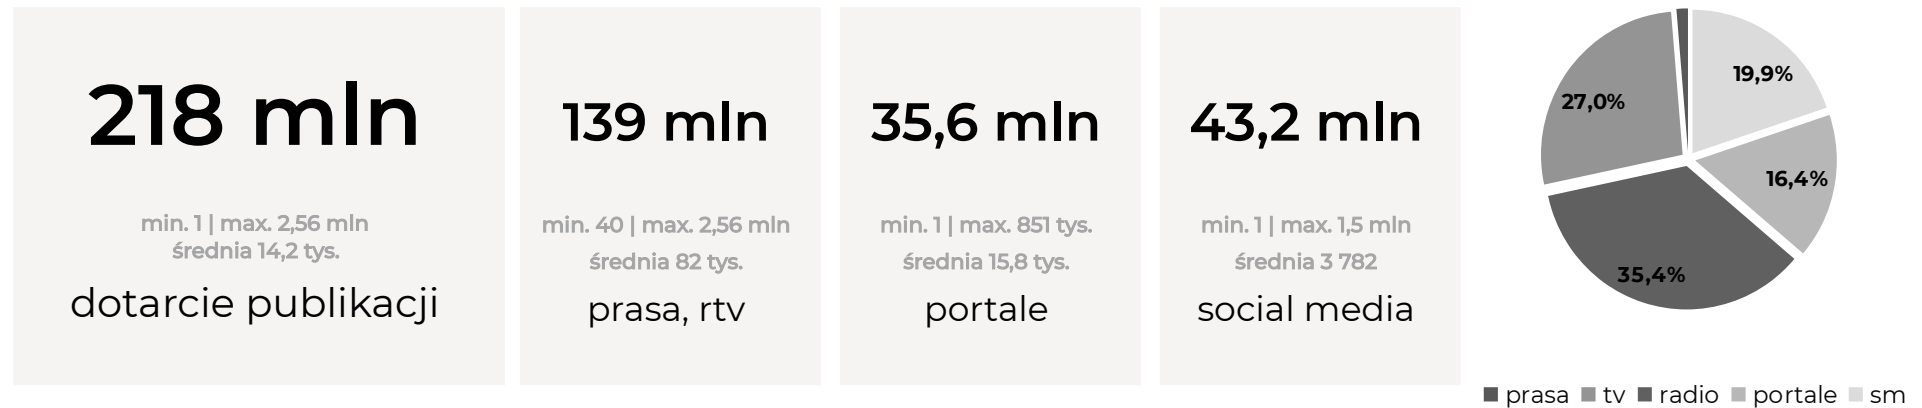 218 mln
min. 1 | max. 2,56 mln
średnia 14,2 tys.
dotarcie publikacji
139 mln
min. 40 | max. 2,56 mln
średnia 82 tys.
prasa, rtv
35,6 mln
min. 1 | max. 851 tys.
średnia 15,8 tys.
portale
43,2 mln
min. 1 | max. 1,5 mln
średnia 3 782
social media
19,9%
27,0%
16,4%
35,4%
prasa tv radio portale sm